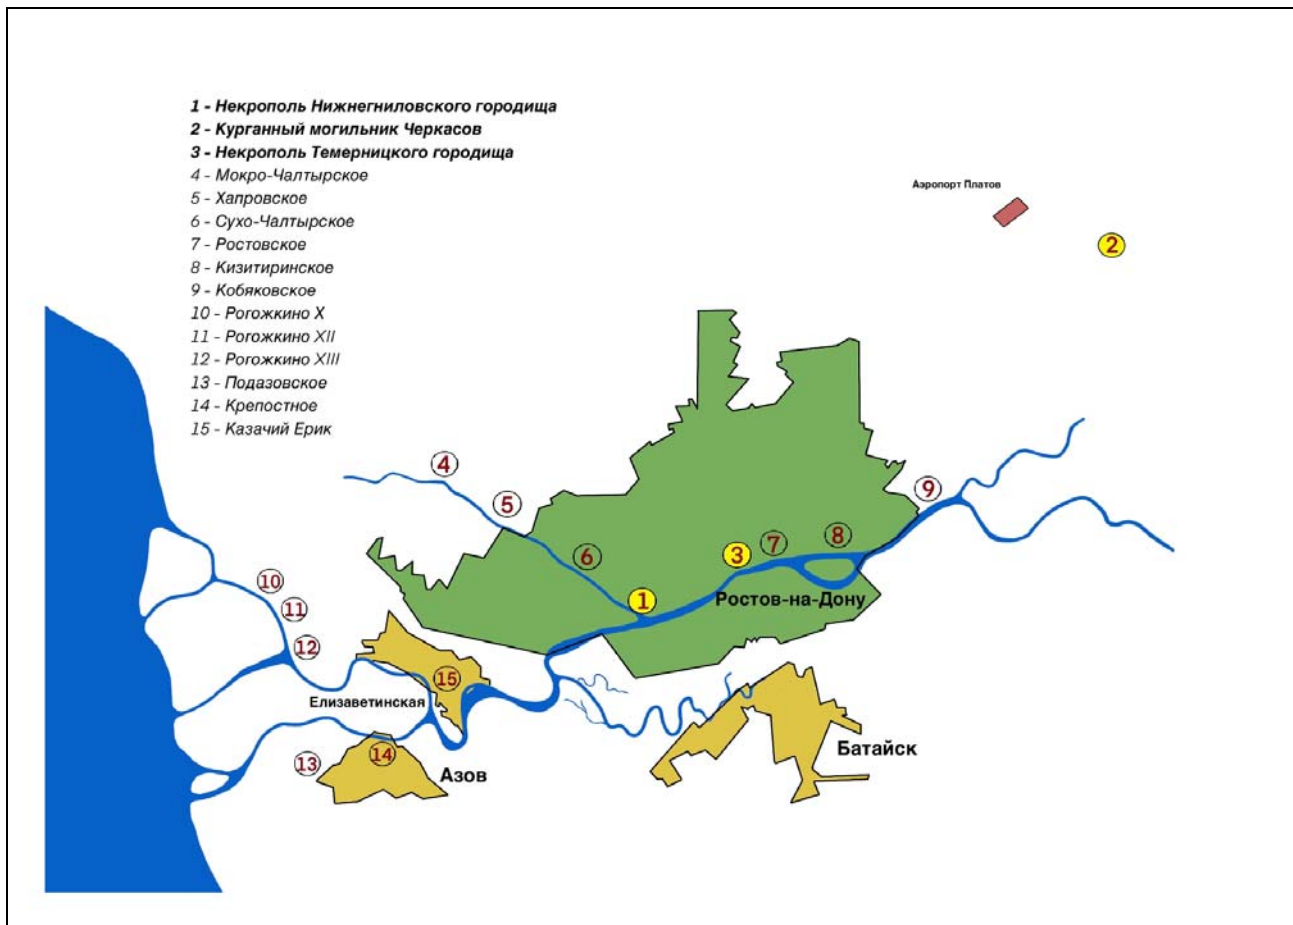 1 - Некрополь Нижнегниловского городища
2 - Курганный могильник Черкасов
3 - Некрополь Темерницкого городища
4 - Мокро-Чалтырское
5 - Хапровское
6 - Сухо-Чалтырское
7 - Ростовское
8 - Кизитиринское
9 - Кобяковское
10 - Рогожкино X
11 - Рогожкино XII
12 - Рогожкино XIII
13 - Подазовское
14 - Крепостное
15 - Казачий Ерик
Аэропорт Платов
2
4
5
9
6
3
7
8
10
11
1
Ростов-на-Дону
12
15
Елизаветинская
13
14
Азов
Батайск